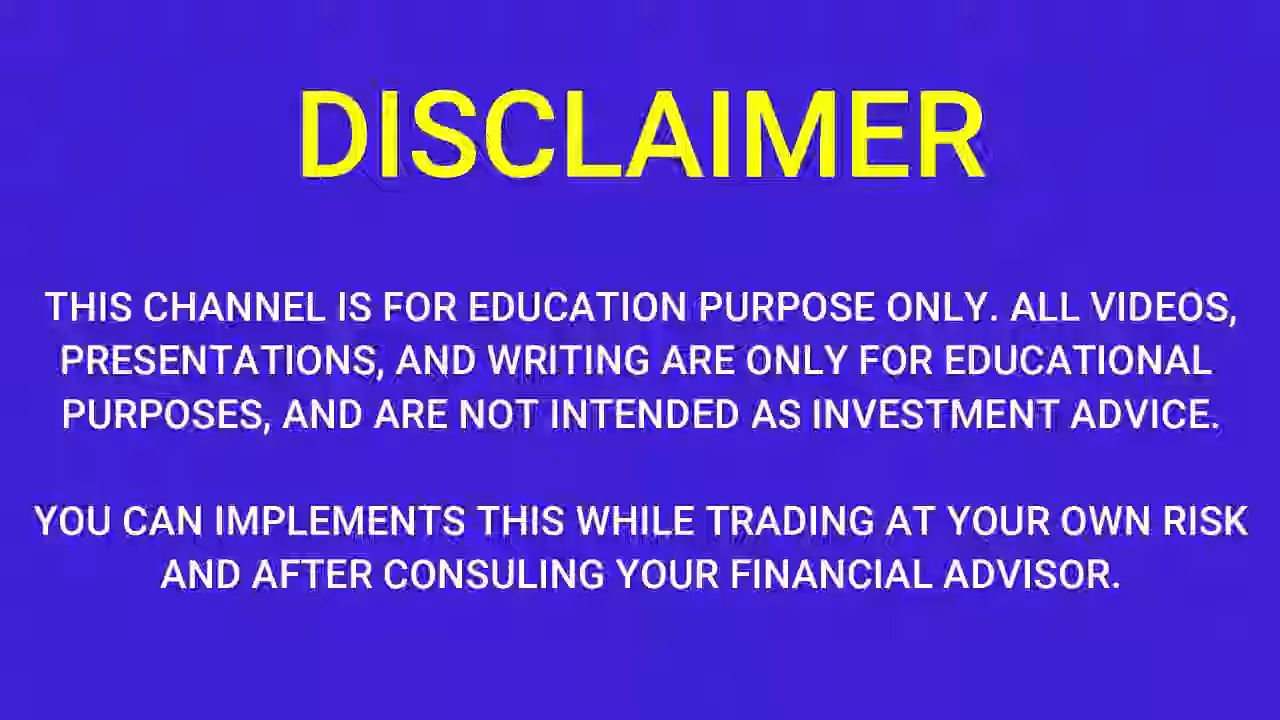 DISCLAIMER
THIS CHANNEL IS FOR EDUCATION PURPOSE ONLY. ALL VIDEOS,
PRESENTATIONS, AND WRITING ARE ONLY FOR EDUCATIONAL
PURPOSES, AND ARE NOT INTENDED AS INVESTMENT ADVICE.
YOU CAN IMPLEMENTS THIS WHILE TRADING AT YOUR OWN RISK
AND AFTER CONSULING YOUR FINANCIAL ADVISOR.